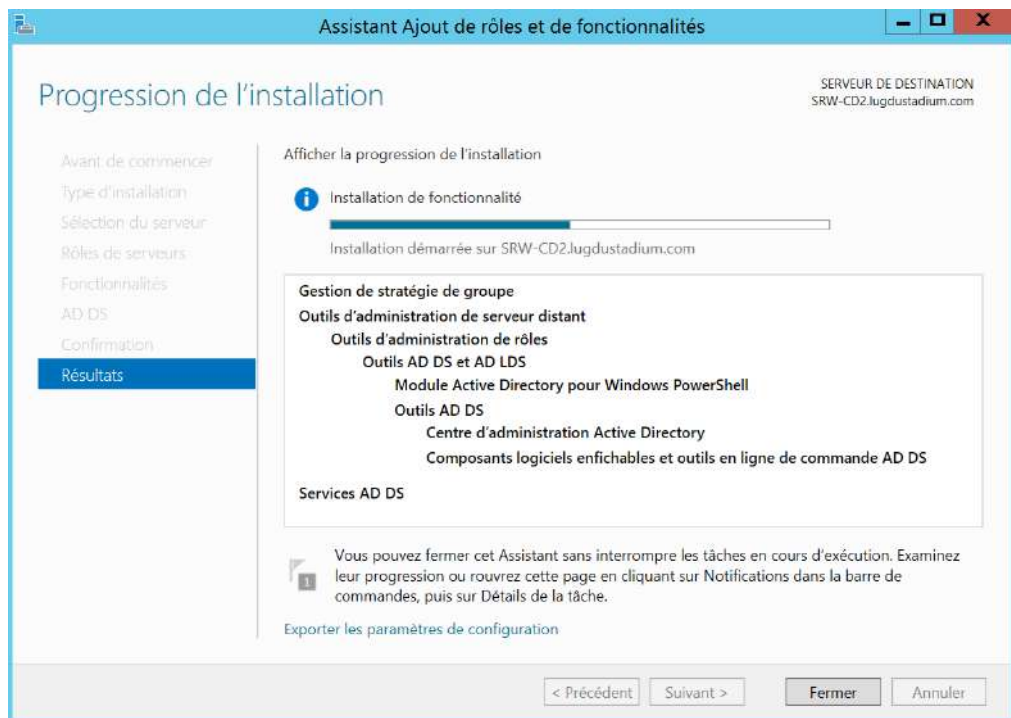 Assistant Ajout de rôles et de fonctionnalités
Progression de l'installation
SERVEUR DE DESTINATION
SRW-CD2.lugdustadium.com
Avant de commencer
Type d'installation
Sélection du serveur
Rôles de serveurs
Fonctionnalités
AD DS
Confirmation
Résultats
Afficher la progression de l'installation
Installation de fonctionnalité
Installation démarrée sur SRW-CD2.lugdustadium.com
Gestion de stratégie de groupe
Outils d'administration de serveur distant
Outils d'administration de rôles
Outils AD DS et AD LDS
Module Active Directory pour Windows PowerShell
Outils AD DS
Centre d'administration Active Directory
Composants logiciels enfichables et outils en ligne de commande AD DS
Services AD DS
1
Vous pouvez fermer cet Assistant sans interrompre les tâches en cours d'exécution. Examinez
leur progression ou rouvrez cette page en cliquant sur Notifications dans la barre de
commandes, puis sur Détails de la tâche.
Exporter les paramètres de configuration
< Précédent
Suivant >
Fermer
Annuler